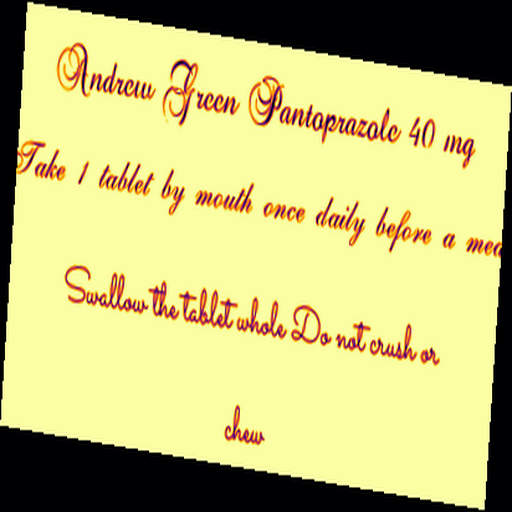 Andrew Green Pantoprazole 40 mg
Take 1 tablet by mouth once daily before a
Swallow the tablet whole Do not crush or
chew